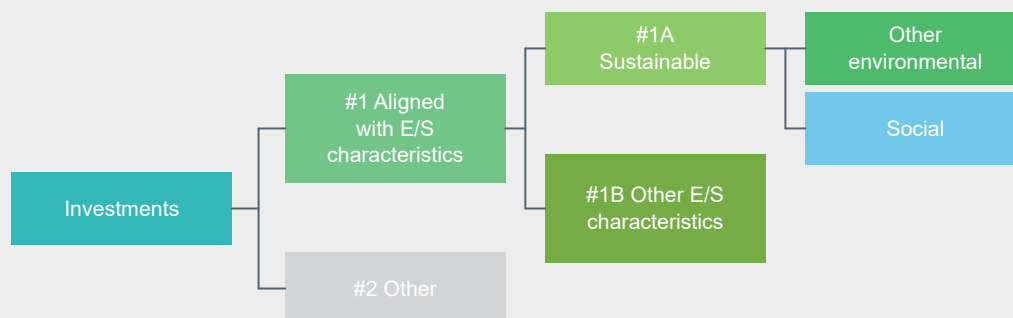 Investments
#1 Aligned
with E/S
characteristics
#2 Other
#1A
Sustainable
#1B Other E/S
characteristics
Other
environmental
Social